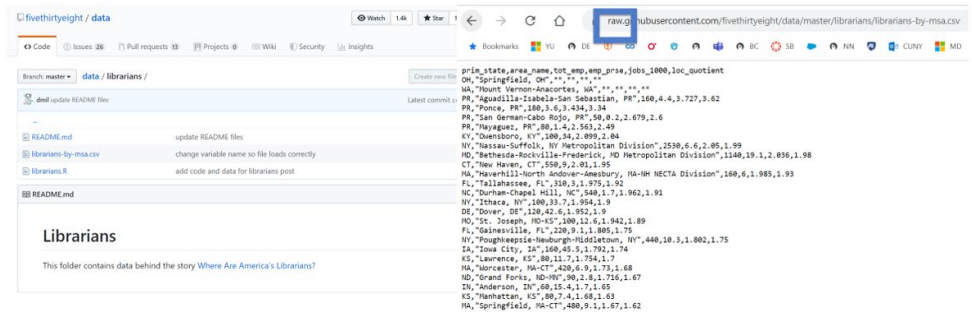 fivethirtyeight / data
Watch 1.4k Star 1
Code Issues 26 Pull requests 13 Projects 0 Wiki Security Insights
Branch: master data / librarians /
Create new file
dmil update README files
Latest commit
..
README.md update README files
librarians-by-msa.csv change variable name so file loads correctly
librarians.R add code and data for librarians post
README.md
Librarians
This folder contains data behind the story Where Are America's Librarians?
raw.githubusercontent.com/fivethirtyeight/data/master/librarians/librarians-by-msa.csv
Bookmarks YU DE BC SB NN CUNY MD
prim_state,area_name,tot_emp,emp_prse,jobs_1000,loc_quotient
OH,"Springfield, OH",**,**,**,**
WA,"Mount Vernon-Anacortes, WA",**,**,**,**
PR,"Aguadilla-Isabela-San Sebastian, PR",160,4.4,3.727,3.62
PR,"Ponce, PR",180,3.6,3.434,3.34
PR,"San German-Cabo Rojo, PR",50,0.2,2.679,2.6
PR,"Mayaguez, PR",80,1.4,2.563,2.49
KY,"Owensboro, KY",100,34,2.099,2.04
NY,"Nassau-Suffolk, NY Metropolitan Division",2530,6.6,2.05,1.99
MD,"Bethesda-Rockville-Frederick, MD Metropolitan Division",1140,19.1,2.036,1.98
CT,"New Haven, CT",550,9,2.01,1.95
MA,"Haverhill-North Andover-Amesbury, MA-NH NECTA Division",160,6,1.985,1.93
FL,"Tallahassee, FL",310,3,1.975,1.92
NC,"Durham-Chapel Hill, NC",540,1.7,1.962,1.91
NY,"Ithaca, NY",100,33.7,1.954,1.9
DE,"Dover, DE",120,42.6,1.952,1.9
MO,"St. Joseph, MO-KS",100,12.6,1.942,1.89
FL,"Gainesville, FL",220,9.1,1.805,1.75
NY,"Poughkeepsie-Newburgh-Middletown, NY",440,10.3,1.802,1.75
IA,"Iowa City, IA",160,45.5,1.792,1.74
KS,"Lawrence, KS",80,11.7,1.754,1.7
MA,"Worcester, MA-CT",420,6.9,1.73,1.68
ND,"Grand Forks, ND-MN",90,2.8,1.716,1.67
IN,"Anderson, IN",60,15.4,1.7,1.65
KS,"Manhattan, KS",80,7.4,1.68,1.63
MA,"Springfield, MA-CT",480,9.1,1.67,1.62